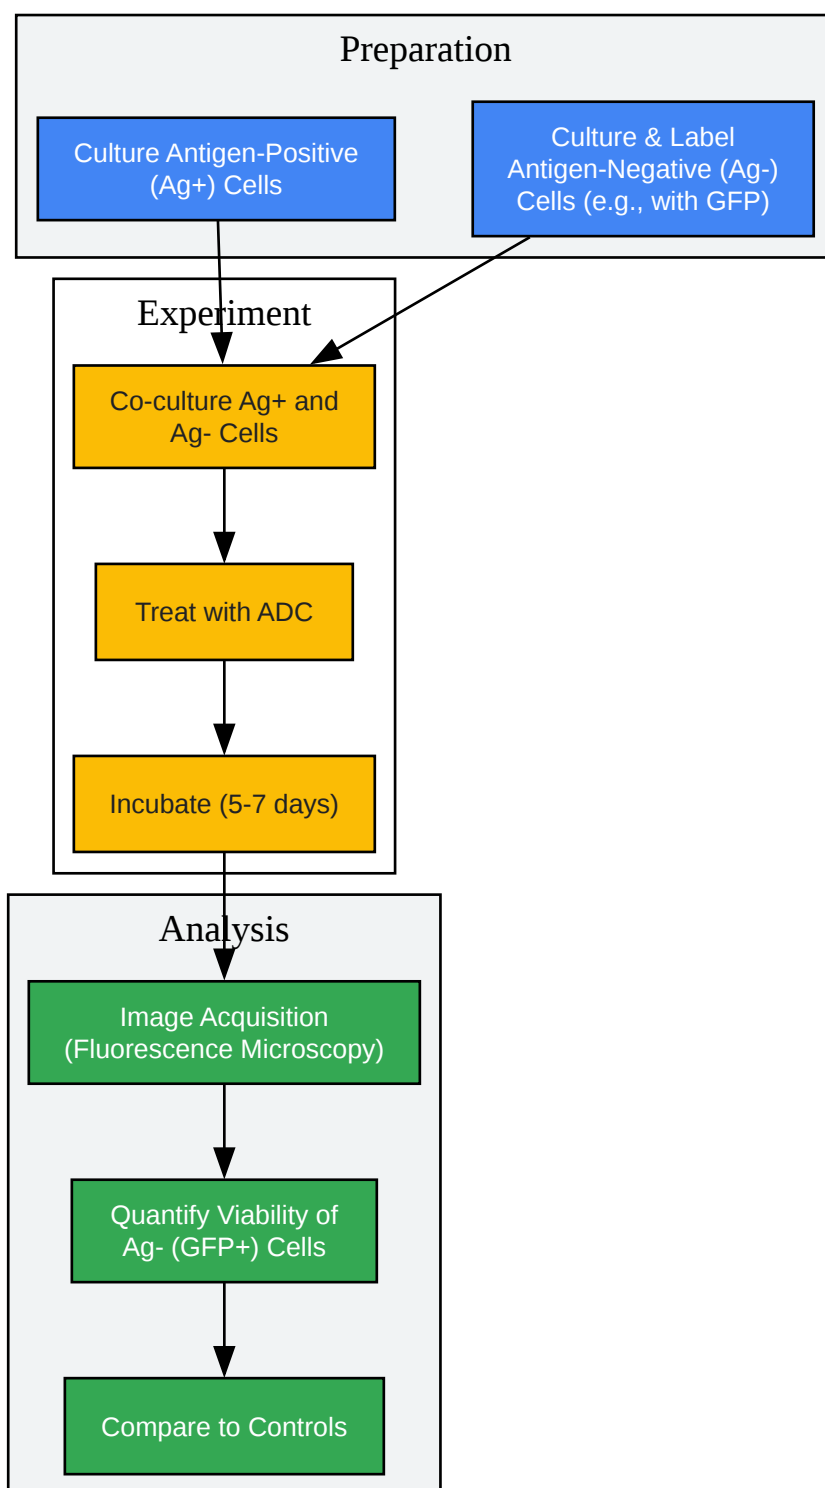 Preparation
Culture Antigen-Positive
(Ag+) Cells
Culture & Label
Antigen-Negative (Ag-)
Cells (e.g., with GFP)
Experiment
Co-culture Ag+ and
Ag- Cells
Treat with ADC
Incubate (5-7 days)
Analysis
Image Acquisition
(Fluorescence Microscopy)
Quantify Viability of
Ag- (GFP+) Cells
Compare to Controls